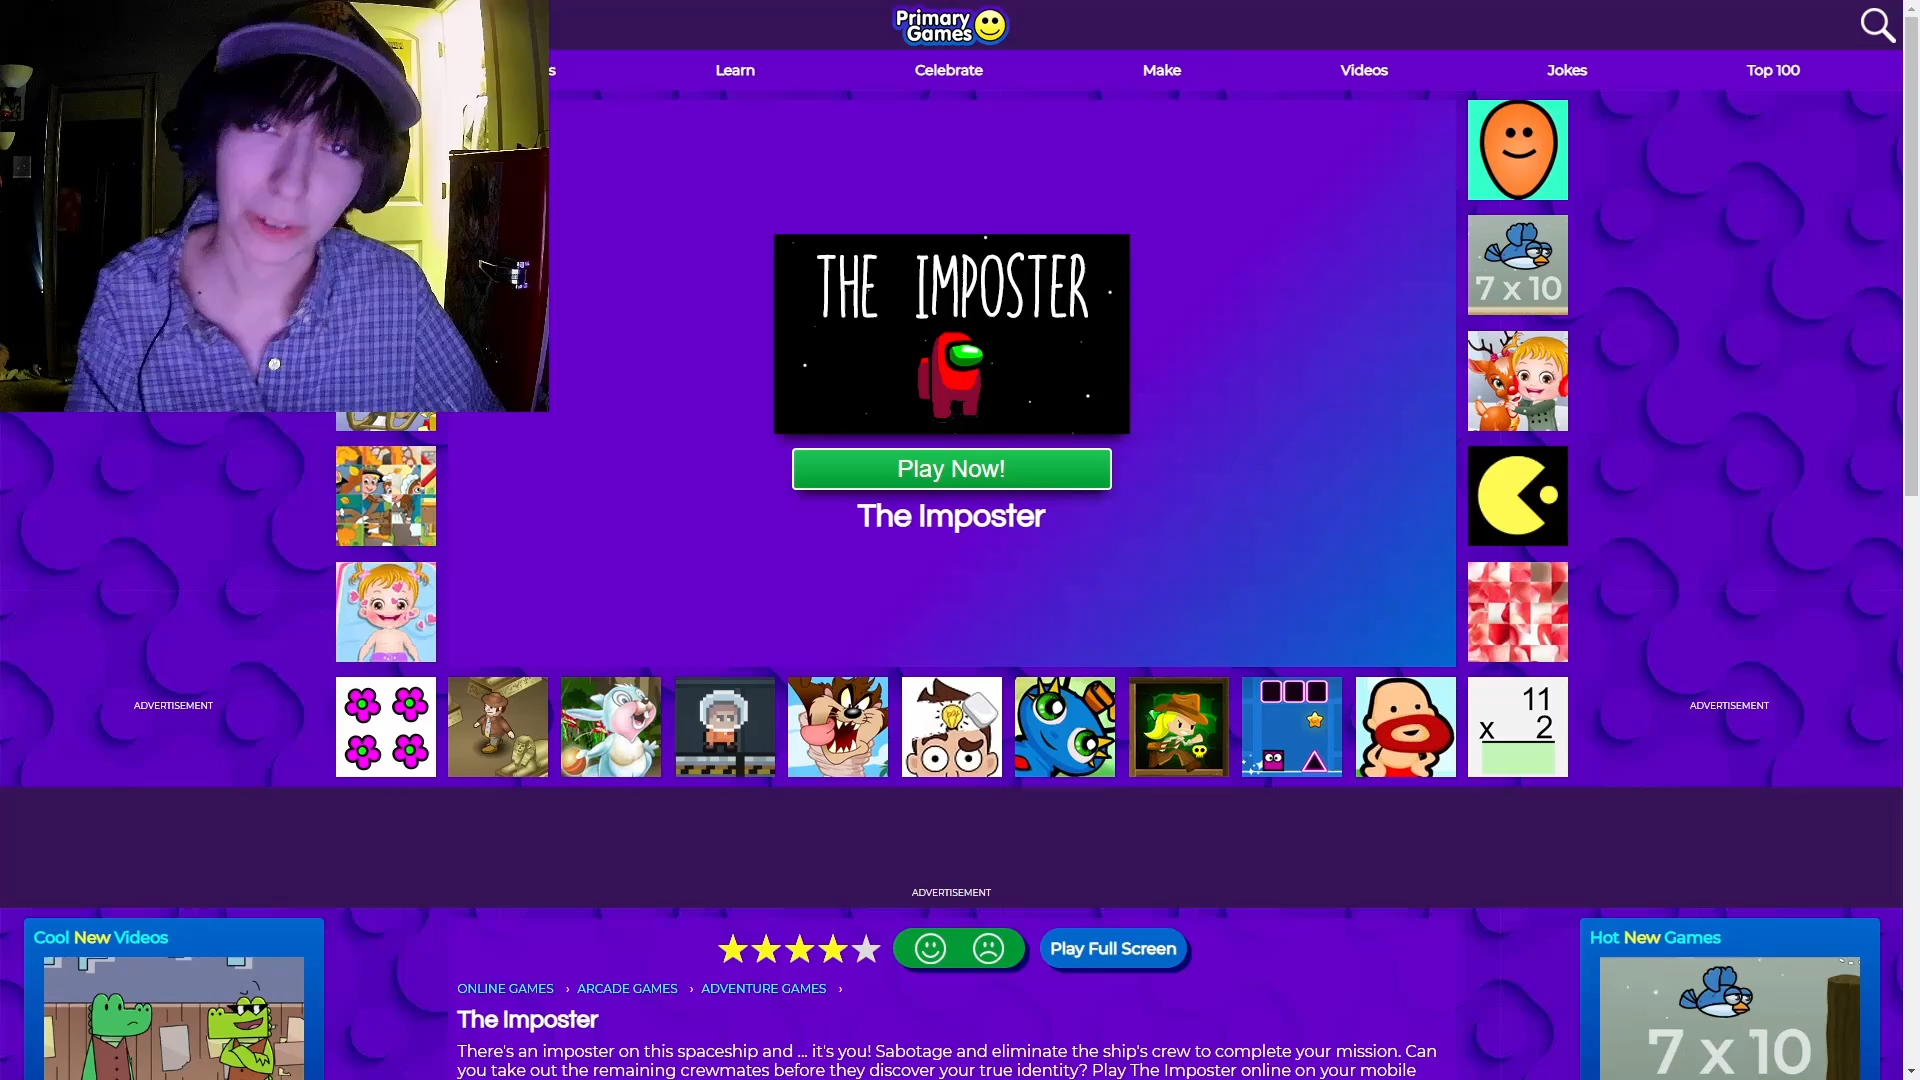 Primary
Games
s
Learn
Celebrate
Make
Videos
Jokes
Top 100
THE IMPOSTER
7 x 10
Play Now!
The Imposter
ADVERTISEMENT
ADVERTISEMENT
11
x 2
ADVERTISEMENT
Cool New Videos
Play Full Screen
Hot New Games
ONLINE GAMES › ARCADE GAMES › ADVENTURE GAMES ›
The Imposter
There's an imposter on this spaceship and ... it's you! Sabotage and eliminate the ship's crew to complete your mission. Can
you take out the remaining crewmates before they discover your true identity? Play The Imposter online on your mobile
7 x 10